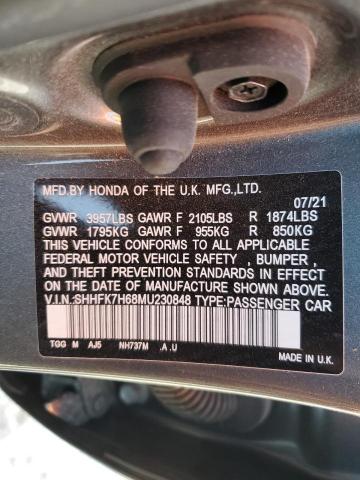 MFD.BY HONDA OF THE U.K. MFG.,LTD.
07/21
GVWR 3957LBS GAWR F 2105LBS R 1874LBS
GVWR 1795KG GAWR F 955KG R 850KG
THIS VEHICLE CONFORMS TO ALL APPLICABLE
FEDERAL MOTOR VEHICLE SAFETY , BUMPER ,
AND THEFT PREVENTION STANDARDS IN EFFECT
ON THE DATE OF MANUFACTURE SHOWN ABOVE.
V.I.N.:SHHFK7H68MU230848 TYPE:PASSENGER CAR
TGG M AJ5 NH737M .A .U
MADE IN U.K.